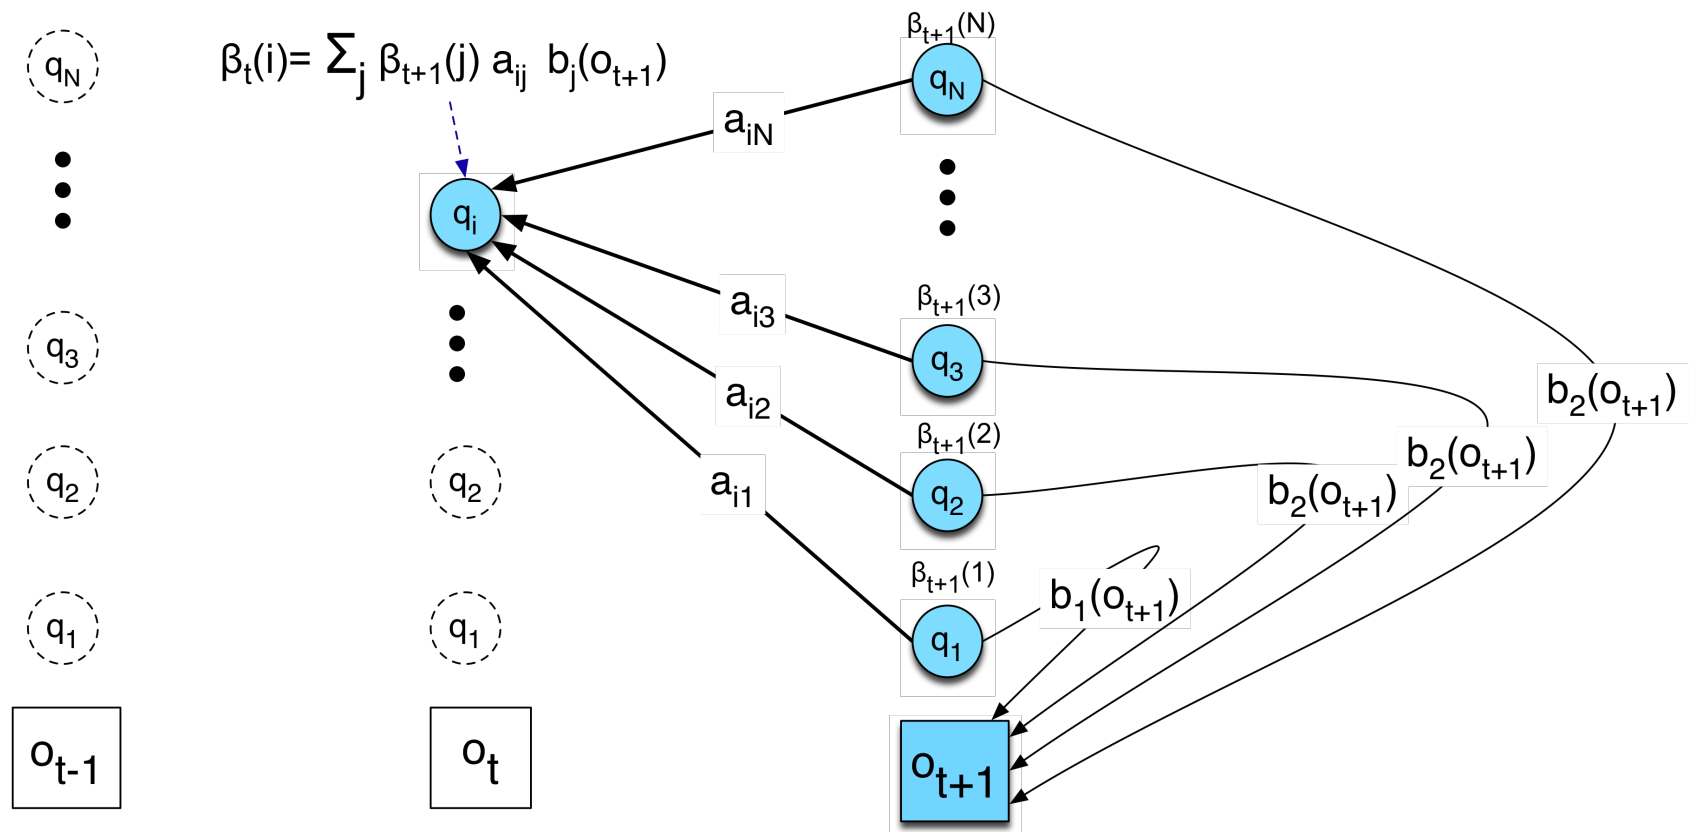 βt+1(N)
qN
βt(i)= Σj βt+1(j) aij bj(ot+1)
qN
aiN
qi
βt+1(3)
ai3
q3
q3
b2(ot+1)
ai2
βt+1(2)
b2(ot+1)
q2
q2
ai1
q2
b2(ot+1)
βt+1(1)
b1(ot+1)
q1
q1
q1
ot-1
ot
ot+1